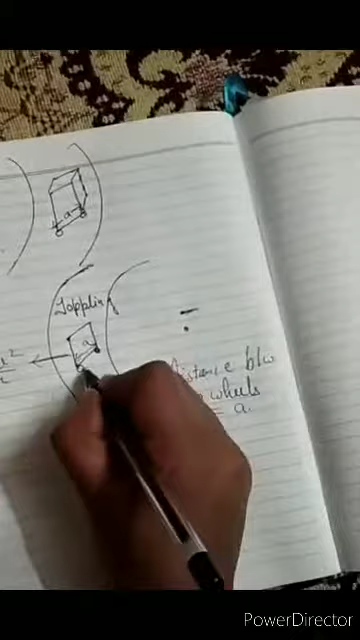 a
Toppling
a
Distance b/w
wheels
= a.
PowerDirector